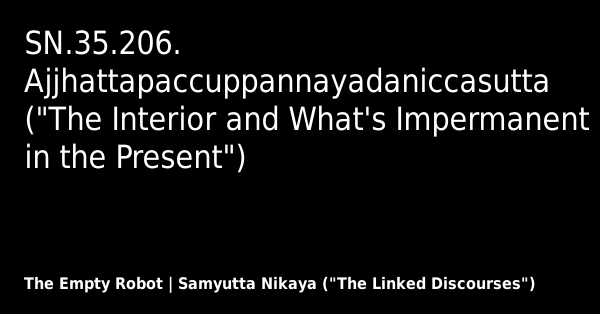 SN.35.206.
Ajjhattapaccuppannayadaniccasutta
("The Interior and What's Impermanent
in the Present")
The Empty Robot | Samyutta Nikaya ("The Linked Discourses")